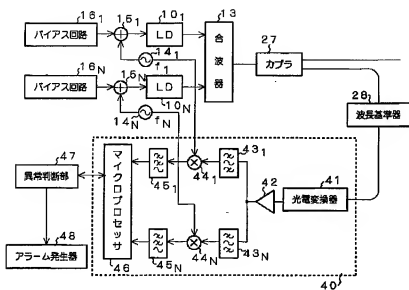 16₁
15₁
10₁
13
バイアス回路
LD
27
14₁
f₁
合波器
カプラ
16N
15N
バイアス回路
LD
28
14N
fN
10N
波長基準器
47
43₁
異常判断部
マイクロプロセッサ
45₁
44₁
42
41
光電変換器
48
アラーム発生器
46
45N
44N
43N
40